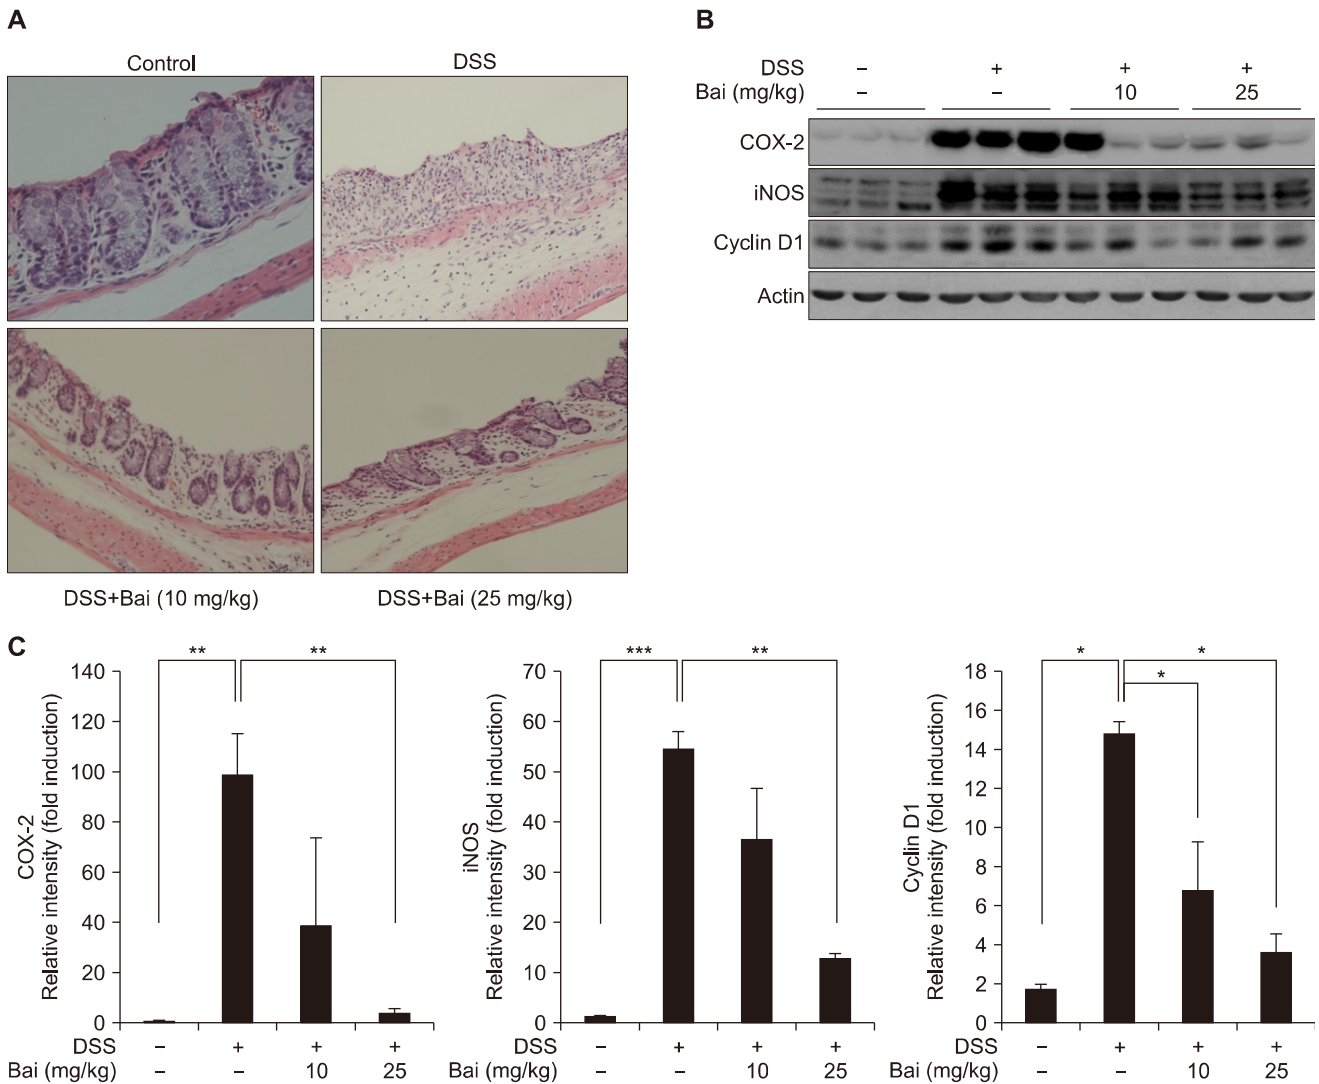 A
Control
DSS
DSS+Bai (10 mg/kg)
DSS+Bai (25 mg/kg)
B
DSS – + + +
Bai (mg/kg) – – 10 25
COX-2
iNOS
Cyclin D1
Actin
C
COX-2
Relative intensity (fold induction)
140
120
100
80
60
40
20
0
** **
DSS – + + +
Bai (mg/kg) – – 10 25
iNOS
Relative intensity (fold induction)
70
60
50
40
30
20
10
0
*** **
DSS – + + +
Bai (mg/kg) – – 10 25
Cyclin D1
Relative intensity (fold induction)
18
16
14
12
10
8
6
4
2
0
* *
*
DSS – + + +
Bai (mg/kg) – – 10 25